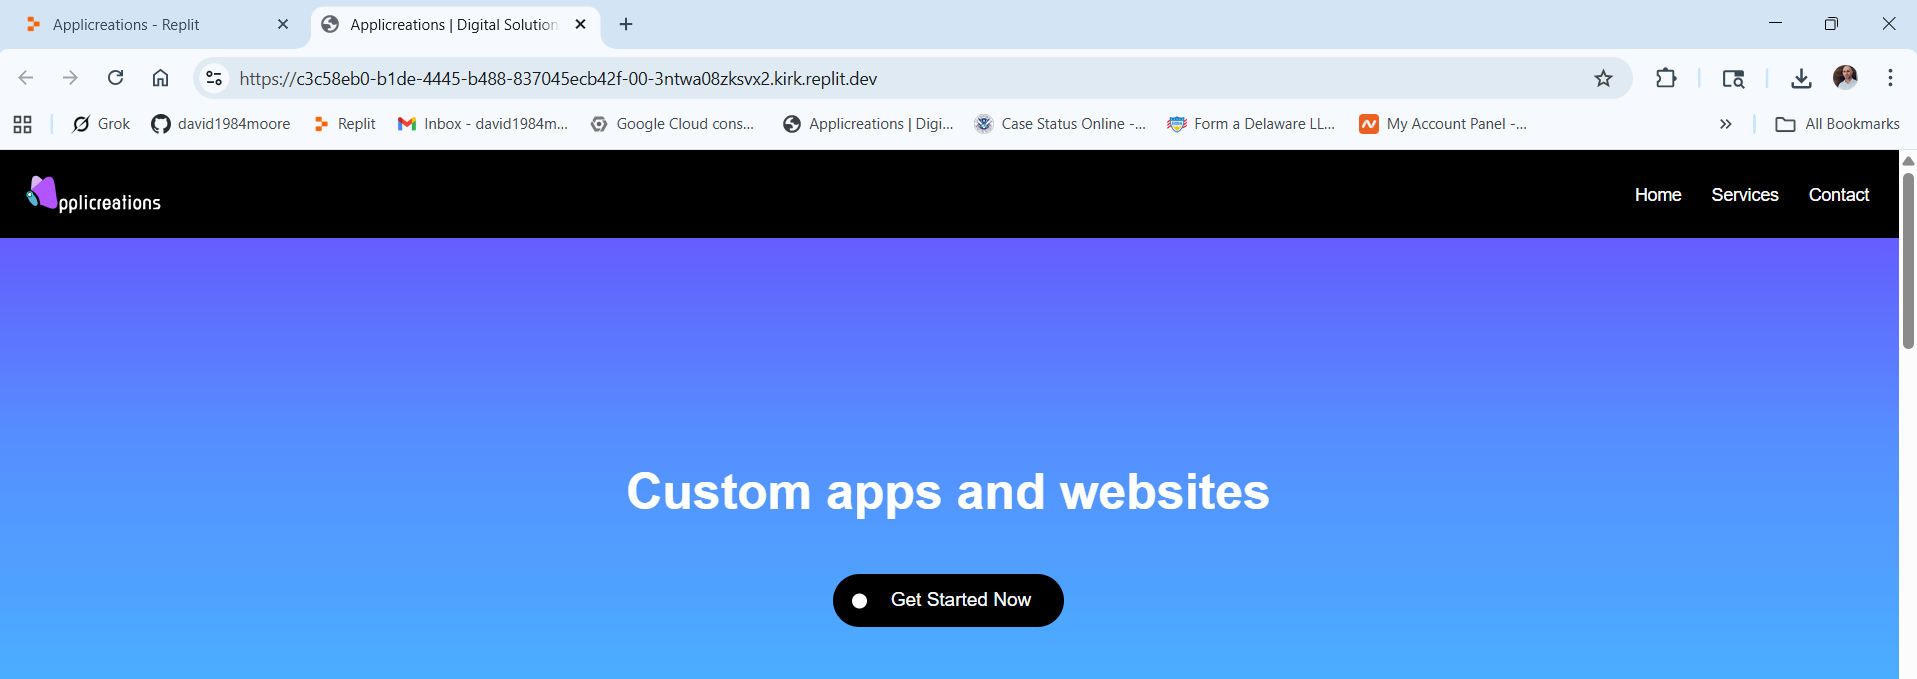 Applicreations - Replit
Applicreations | Digital Solution
https://c3c58eb0-b1de-4445-b488-837045ecb42f-00-3ntwa08zksvx2.kirk.replit.dev
Grok david1984moore Replit Inbox - david1984m... Google Cloud cons... Applicreations | Digi... Case Status Online -... Form a Delaware LL... My Account Panel -... All Bookmarks
pplicreations
Home Services Contact
Custom apps and websites
Get Started Now